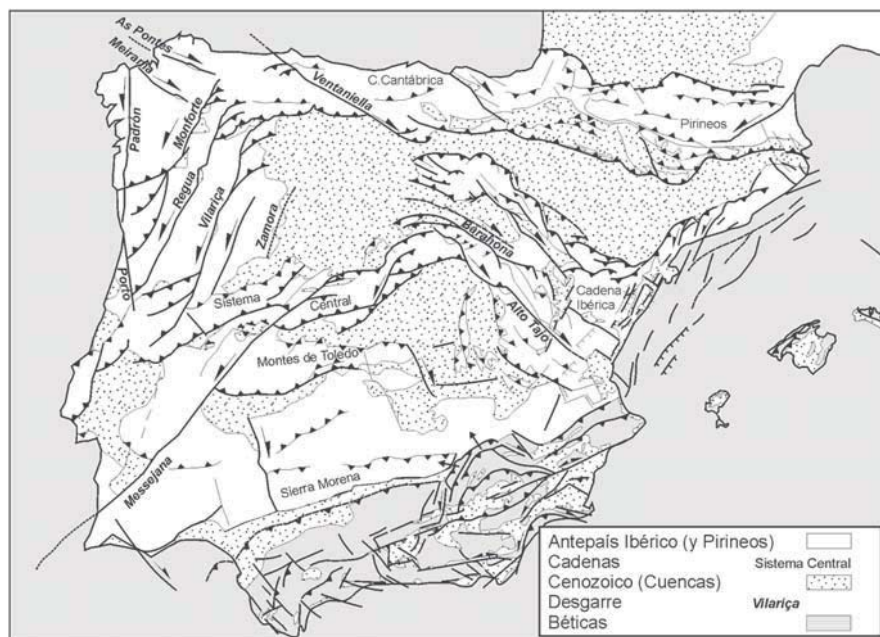 As Pontes
Meirama
Ventaniella
C.Cantábrica
Padrón
Monforte
Pirineos
Regua
Vilariça
Zamora
Barahona
Porto
Sistema
Central
Cadena
Ibérica
Alto Tajo
Montes de Toledo
Messejana
Sierra Morena
Antepaís Ibérico (y Pirineos)
Cadenas Sistema Central
Cenozoico (Cuencas)
Desgarre Vilariça
Béticas